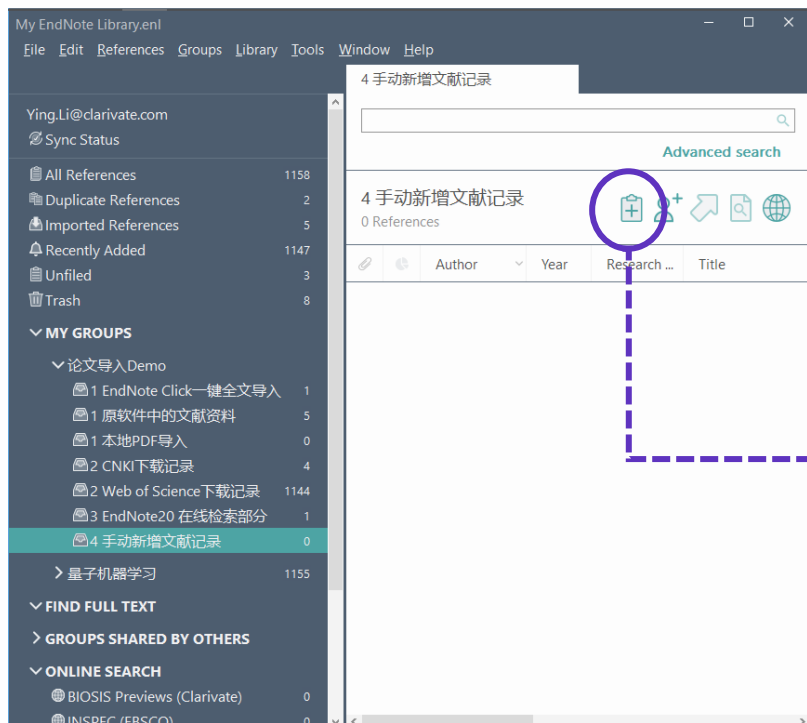 My EndNote Library.enl
File Edit References Groups Library Tools Window Help
4 手动新增文献记录
Ying.Li@clarivate.com
Sync Status
Advanced search
All References 1158
Duplicate References 2
Imported References 5
Recently Added 1147
Unfiled 3
Trash 8
4 手动新增文献记录
0 References
Author Year Research ... Title
MY GROUPS
论文导入Demo
1 EndNote Click一键全文导入 1
1 原软件中的文献资料 5
1 本地PDF导入 0
2 CNKI下载记录 4
2 Web of Science下载记录 1144
3 EndNote20 在线检索部分 1
4 手动新增文献记录 0
量子机器学习 1155
FIND FULL TEXT
GROUPS SHARED BY OTHERS
ONLINE SEARCH
BIOSIS Previews (Clarivate) 0
INSPEC (EBSCO) 0